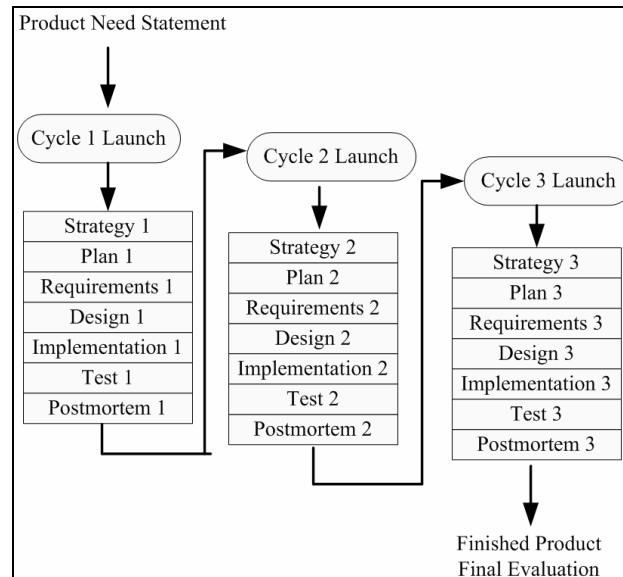 Product Need Statement
Cycle 1 Launch
Strategy 1
Plan 1
Requirements 1
Design 1
Implementation 1
Test 1
Postmortem 1
Cycle 2 Launch
Strategy 2
Plan 2
Requirements 2
Design 2
Implementation 2
Test 2
Postmortem 2
Cycle 3 Launch
Strategy 3
Plan 3
Requirements 3
Design 3
Implementation 3
Test 3
Postmortem 3
Finished Product
Final Evaluation